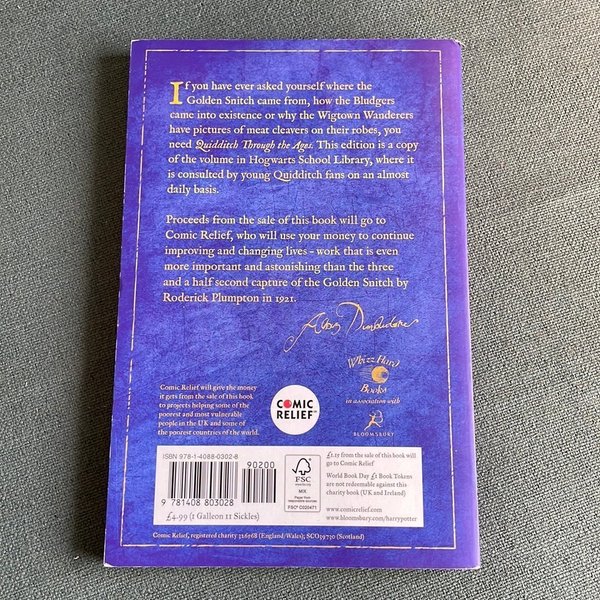 If you have ever asked yourself where the
Golden Snitch came from, how the Bludgers
came into existence or why the Wigtown Wanderers
have pictures of meat cleavers on their robes, you
need Quidditch Through the Ages. This edition is a copy
of the volume in Hogwarts School Library, where it
is consulted by young Quidditch fans on an almost
daily basis.
Proceeds from the sale of this book will go to
Comic Relief, who will use your money to continue
improving and changing lives – work that is even
more important and astonishing than the three
and a half second capture of the Golden Snitch by
Roderick Plumpton in 1921.
Albus Dumbledore
Whizz Hard
Books
in association with
BLOOMSBURY
Comic Relief will give the money
it gets from the sale of this book
to projects helping some of the
poorest and most vulnerable
people in the UK and some of
the poorest countries of the world.
COMIC
RELIEF™
ISBN 978-1-4088-0302-8
90200
9 781408 803028
£4.99 (1 Galleon 11 Sickles)
FSC
MIX
Paper from
responsible sources
FSC® C020471
£1.15 from the sale of this book
will go to Comic Relief
World Book Day £1 Book Tokens
are not redeemable against this
charity book (UK and Ireland)
www.comicrelief.com
www.bloomsbury.com/harrypotter
Comic Relief, registered charity 326568 (England/Wales); SC039730 (Scotland)